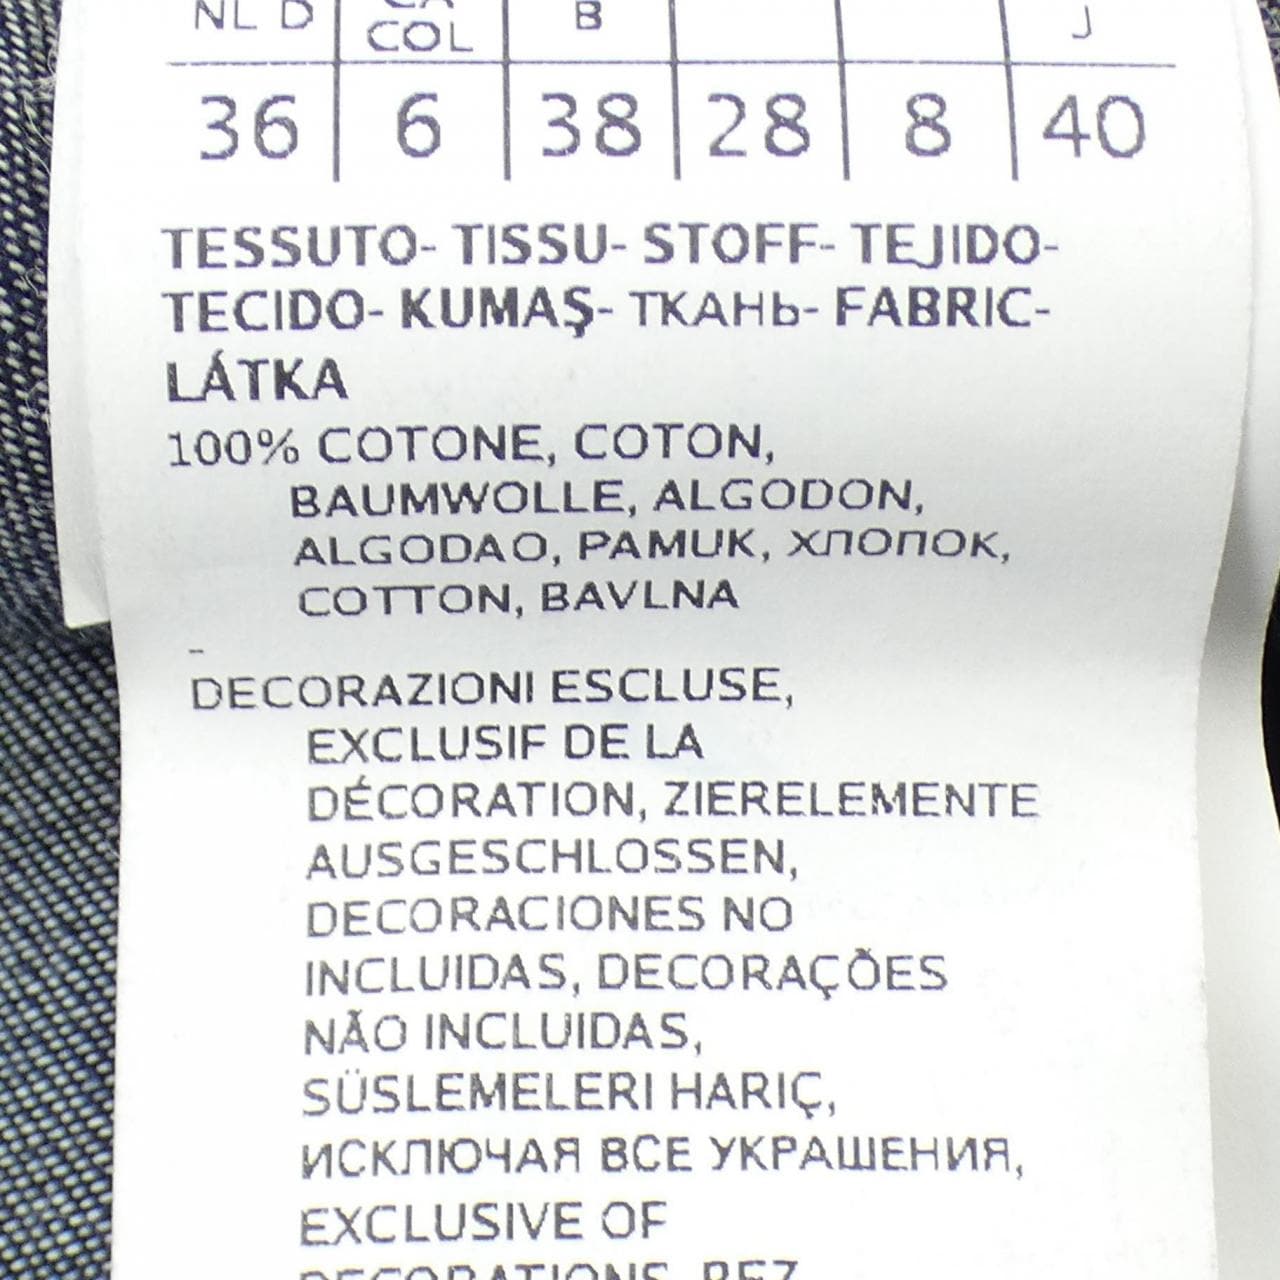 NL D COL B J
36 6 38 28 8 40
TESSUTO- TISSU- STOFF- TEJIDO-
TECIDO- KUMAŞ- ТКАНЬ- FABRIC-
LÁTKA
100% COTONE, COTON,
BAUMWOLLE, ALGODON,
ALGODAO, PAMUK, ХЛОПОК,
COTTON, BAVLNA
-
DECORAZIONI ESCLUSE,
EXCLUSIF DE LA
DÉCORATION, ZIERELEMENTE
AUSGESCHLOSSEN,
DECORACIONES NO
INCLUIDAS, DECORAÇÕES
NÃO INCLUIDAS,
SÜSLEMELERI HARIÇ,
ИСКЛЮЧАЯ ВСЕ УКРАШЕНИЯ,
EXCLUSIVE OF
DECORATIONS, BEZ